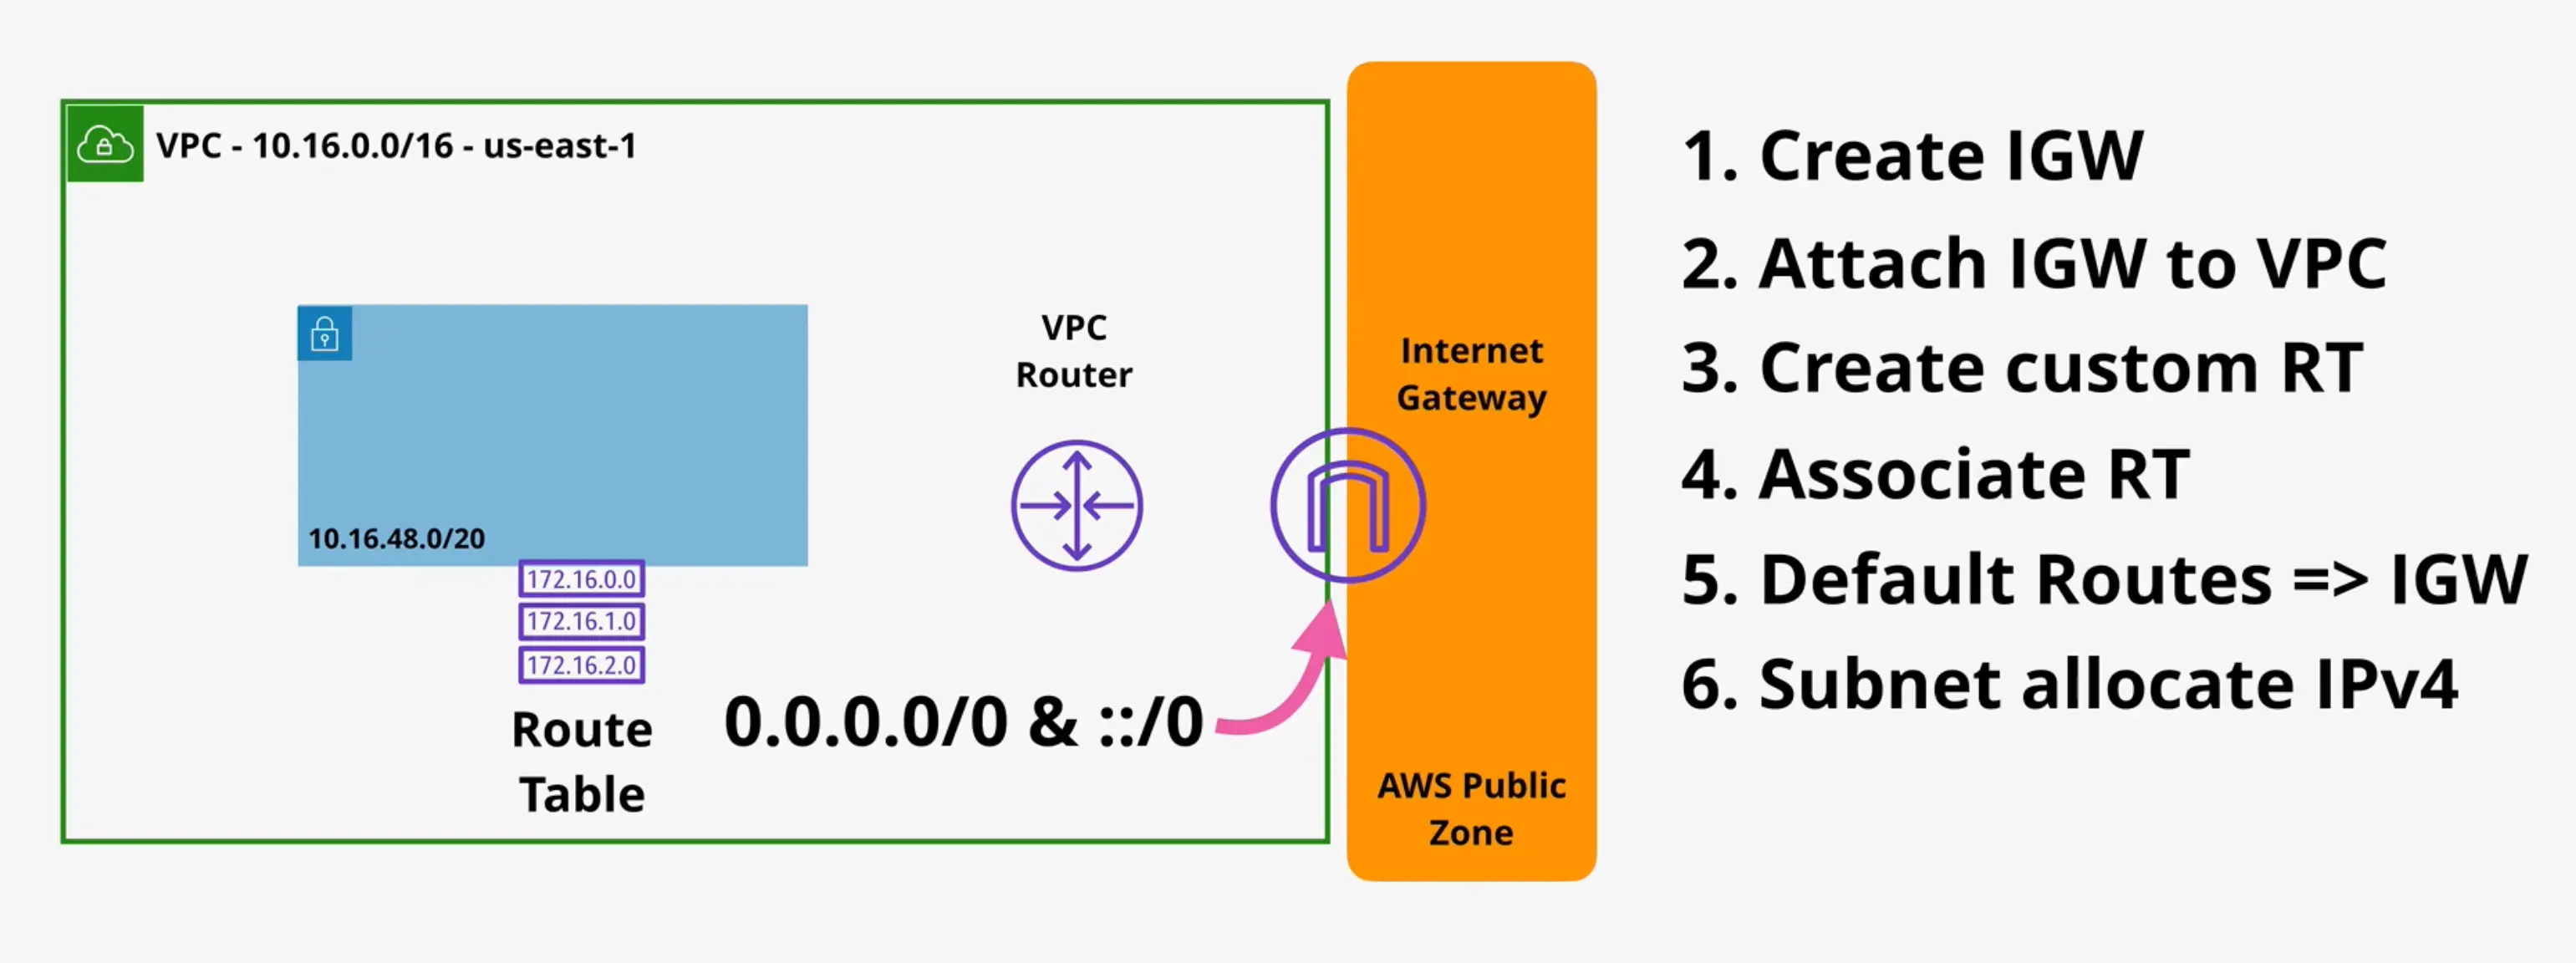 VPC - 10.16.0.0/16 - us-east-1
10.16.48.0/20
172.16.0.0
172.16.1.0
172.16.2.0
Route
Table
VPC
Router
0.0.0.0/0 & ::/0
Internet
Gateway
AWS Public
Zone
1. Create IGW
2. Attach IGW to VPC
3. Create custom RT
4. Associate RT
5. Default Routes => IGW
6. Subnet allocate IPv4